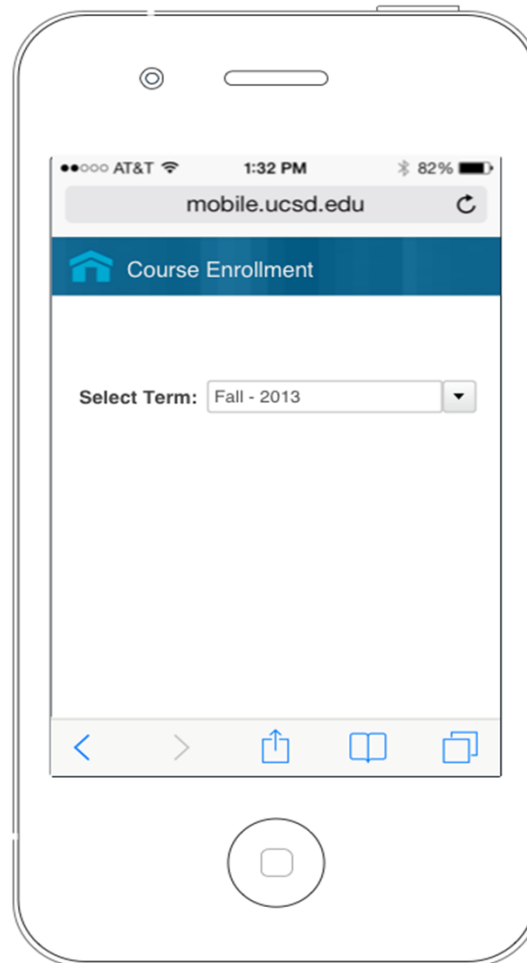 AT&T 1:32 PM 82%
mobile.ucsd.edu
Course Enrollment
Select Term: Fall - 2013